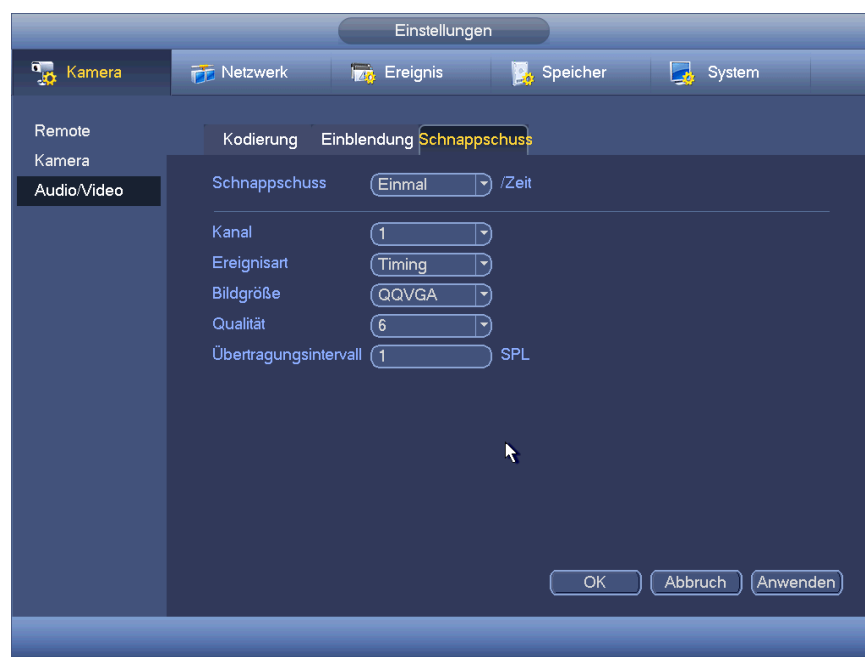 Einstellungen
Kamera Netzwerk Ereignis Speicher System
Remote
Kamera
Audio/Video
Kodierung Einblendung Schnappschuss
Schnappschuss Einmal /Zeit
Kanal 1
Ereignisart Timing
Bildgröße QQVGA
Qualität 6
Übertragungsintervall 1 SPL
OK Abbruch Anwenden